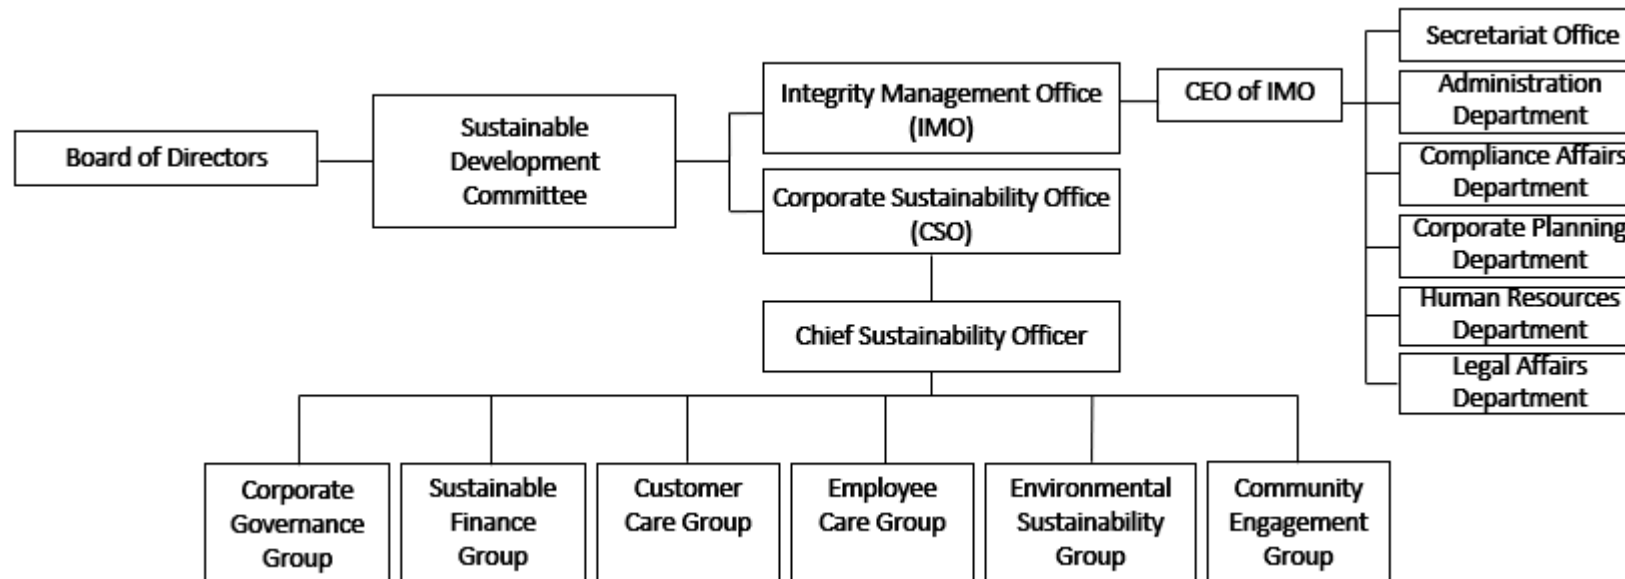 Board of Directors
Sustainable
Development
Committee
Integrity Management Office
(IMO)
Corporate Sustainability Office
(CSO)
CEO of IMO
Secretariat Office
Administration
Department
Compliance Affairs
Department
Corporate Planning
Department
Human Resources
Department
Legal Affairs
Department
Chief Sustainability Officer
Corporate
Governance
Group
Sustainable
Finance
Group
Customer
Care Group
Employee
Care Group
Environmental
Sustainability
Group
Community
Engagement
Group